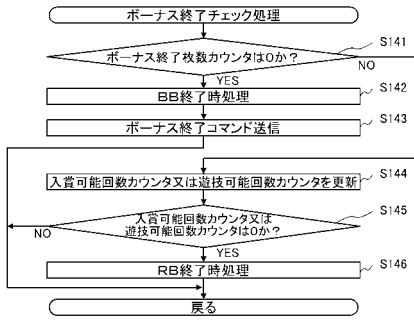 ボーナス終了チェック処理
S141
ボーナス終了枚数カウンタは0か？
NO
YES
S142
BB終了時処理
S143
ボーナス終了コマンド送信
S144
入賞可能回数カウンタ又は遊技可能回数カウンタを更新
S145
入賞可能回数カウンタ又は
遊技可能回数カウンタは0か？
NO
YES
S146
RB終了時処理
戻る